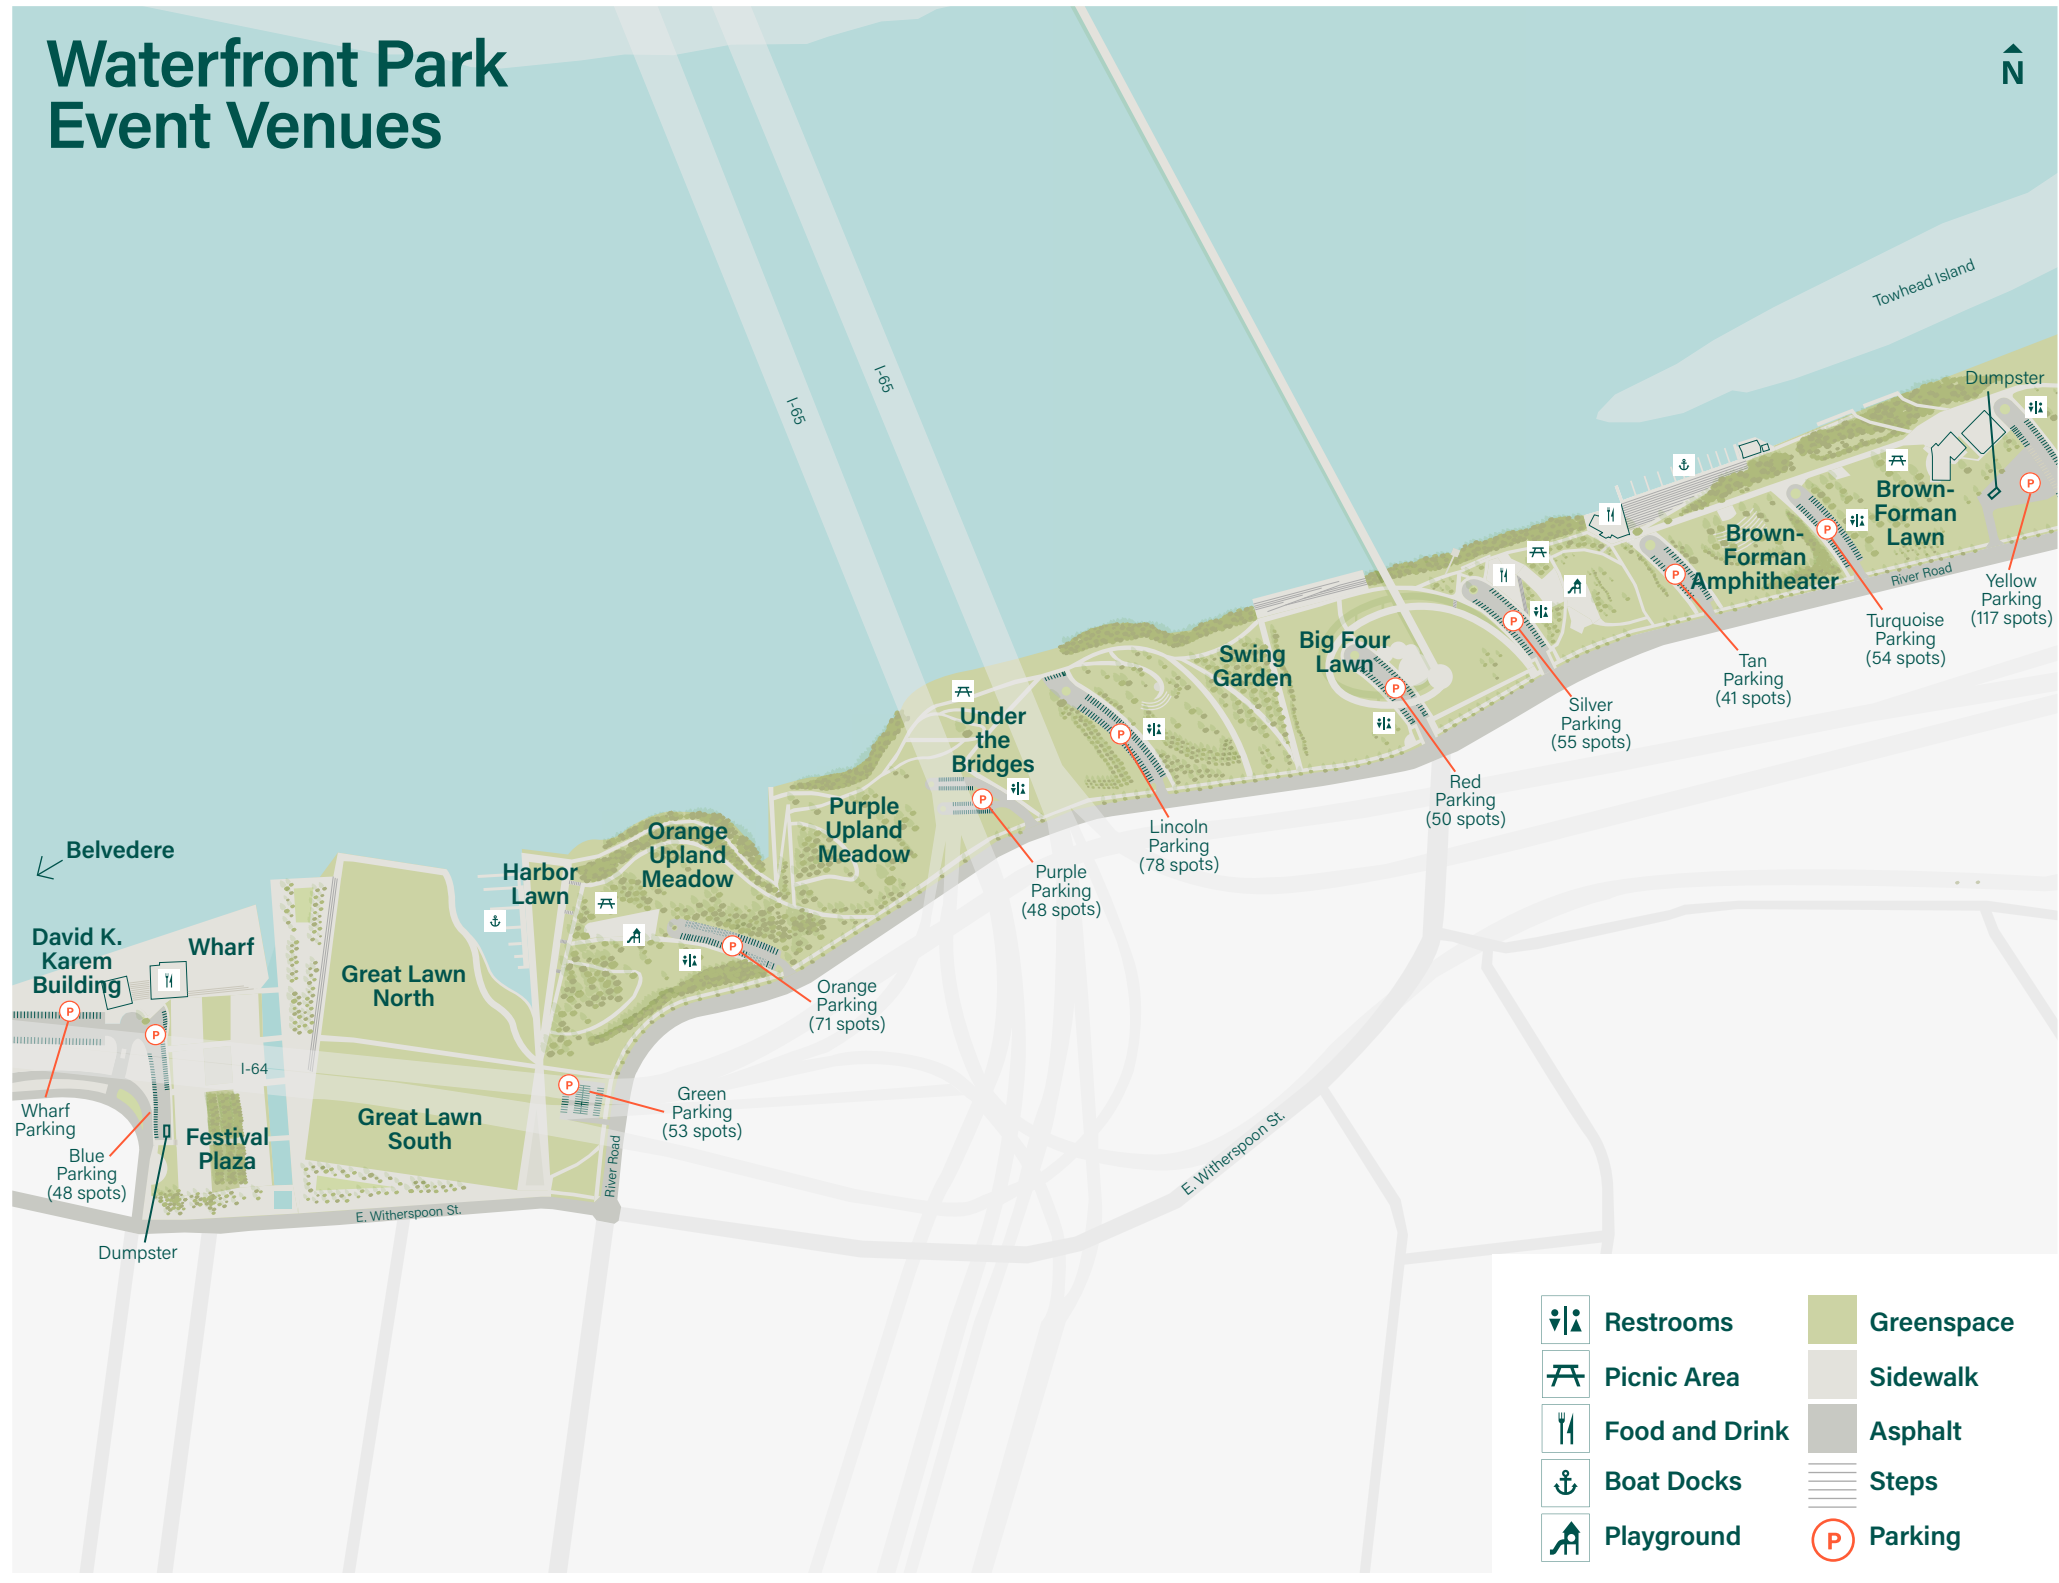 Waterfront Park
Event Venues
N
Towhead Island
I-65
I-65
Dumpster
Brown-
Forman
Lawn
Brown-
Forman
Amphitheater
River Road
Yellow
Parking
(117 spots)
Turquoise
Parking
(54 spots)
Tan
Parking
(41 spots)
Silver
Parking
(55 spots)
Big Four
Lawn
Swing
Garden
Red
Parking
(50 spots)
Under
the
Bridges
Lincoln
Parking
(78 spots)
Purple
Upland
Meadow
Purple
Parking
(48 spots)
Orange
Upland
Meadow
Harbor
Lawn
Orange
Parking
(71 spots)
Belvedere
David K.
Karem
Building
Wharf
Great Lawn
North
I-64
Wharf
Parking
Blue
Parking
(48 spots)
Festival
Plaza
Great Lawn
South
Green
Parking
(53 spots)
River Road
E. Witherspoon St.
E. Witherspoon St.
Dumpster
P
P
P
P
P
P
P
P
P
P
P
P
Restrooms
Picnic Area
Food and Drink
Boat Docks
Playground
Greenspace
Sidewalk
Asphalt
Steps
P
Parking